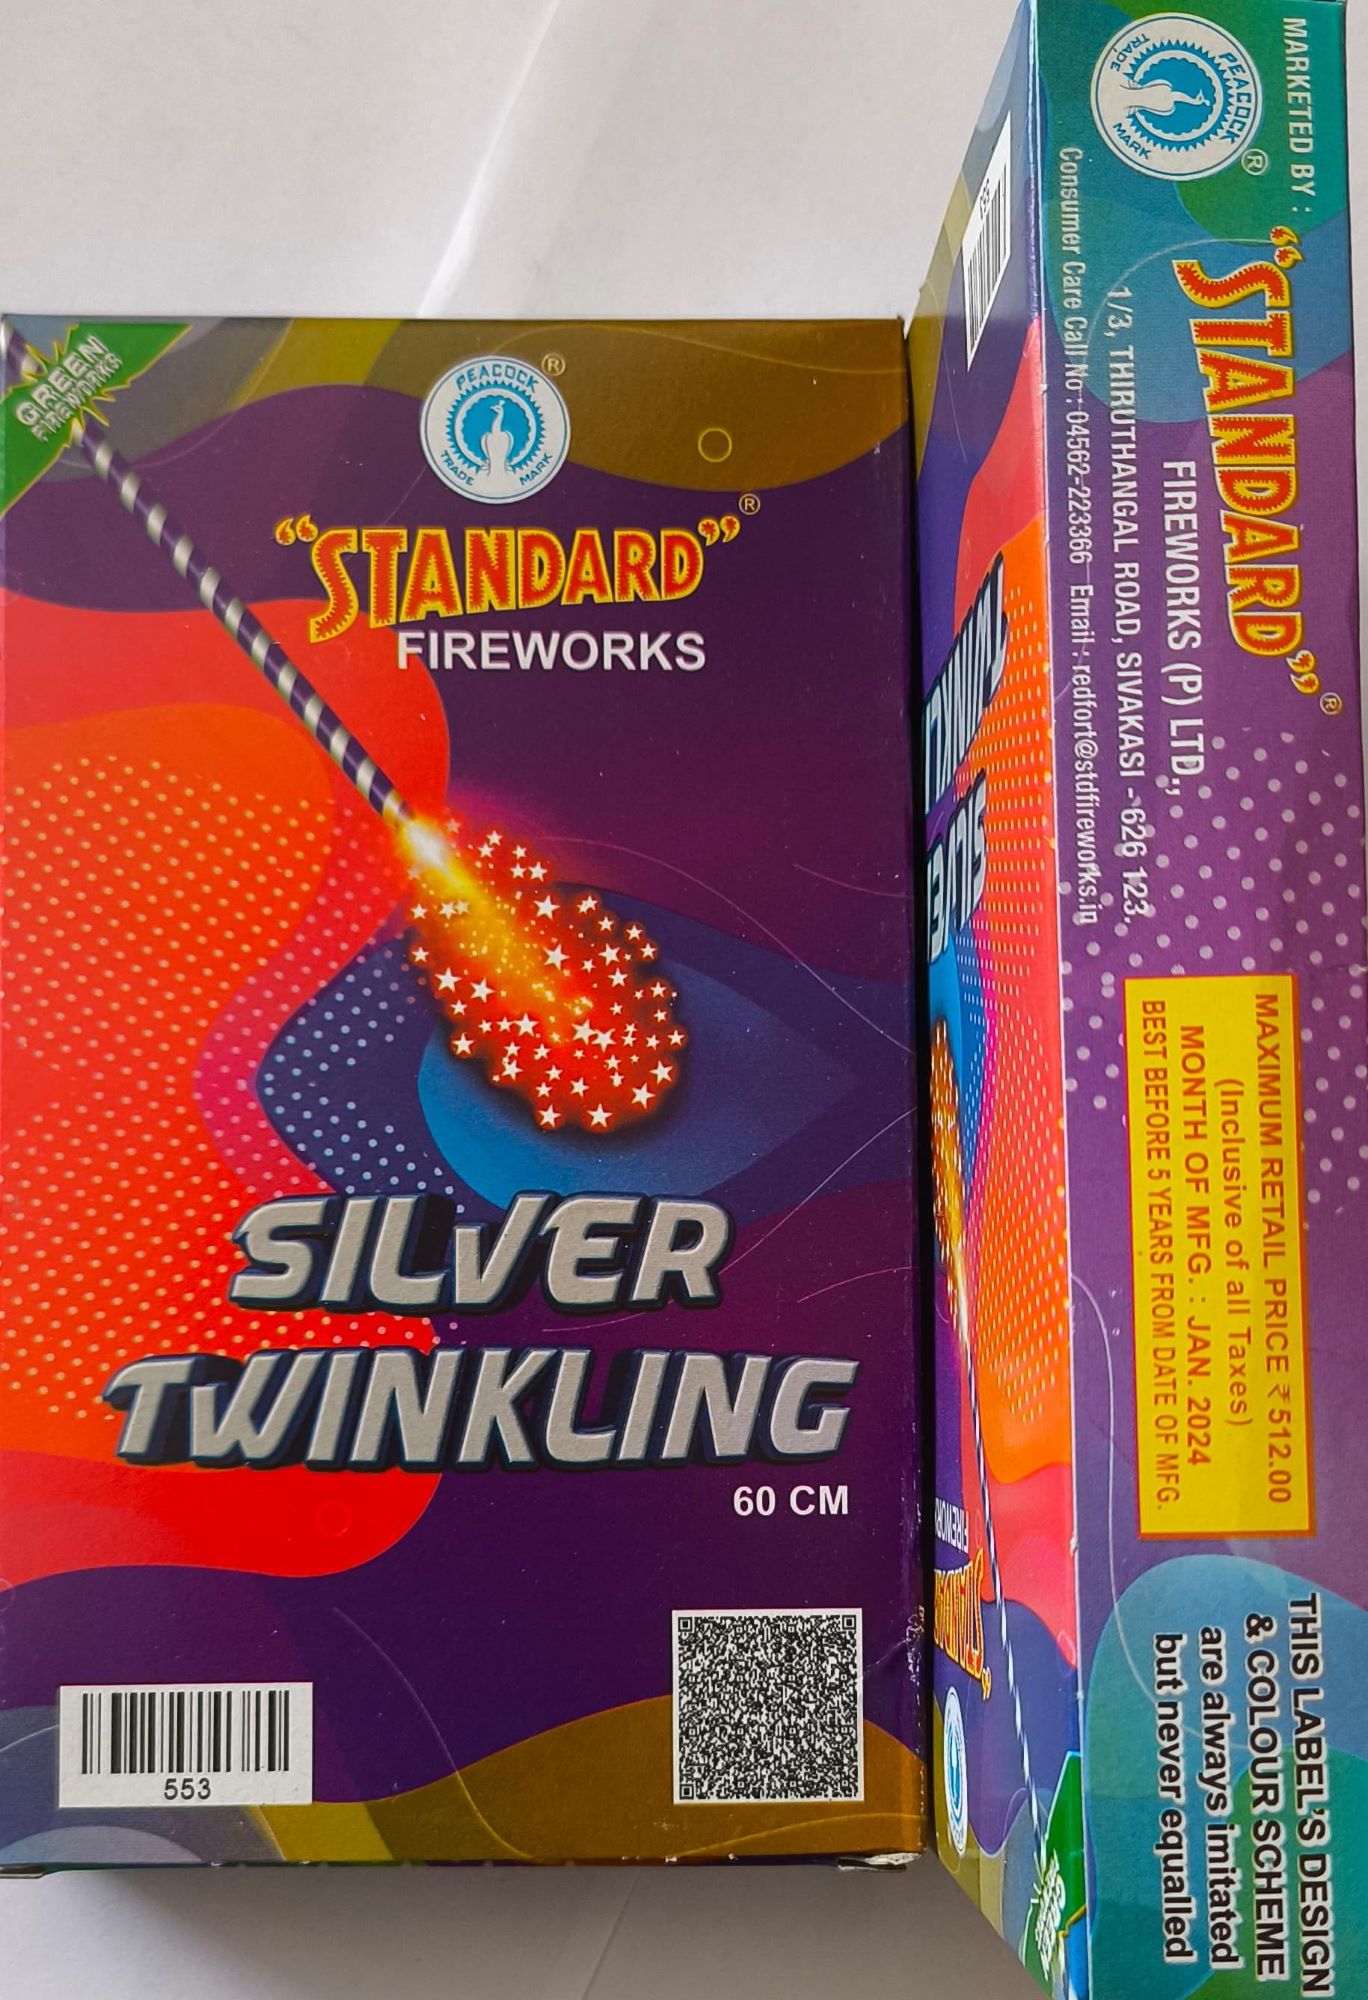 GREEN
FIREWORKS
PEACOCK ®
TRADE MARK
"STANDARD" ®
FIREWORKS
SILVER
TWINKLING
60 CM
553
MARKETED BY :
PEACOCK ®
TRADE MARK
"STANDARD" ®
FIREWORKS (P) LTD.,
1/3, THIRUTHANGAL ROAD, SIVAKASI - 626 123.
Consumer Care Call No : 04562-223366 Email : redfort@stdfireworks.in
MAXIMUM RETAIL PRICE ₹ 512.00
(Inclusive of all Taxes)
MONTH OF MFG. : JAN. 2024
BEST BEFORE 5 YEARS FROM DATE OF MFG.
THIS LABEL'S DESIGN
& COLOUR SCHEME
are always imitated
but never equalled
553